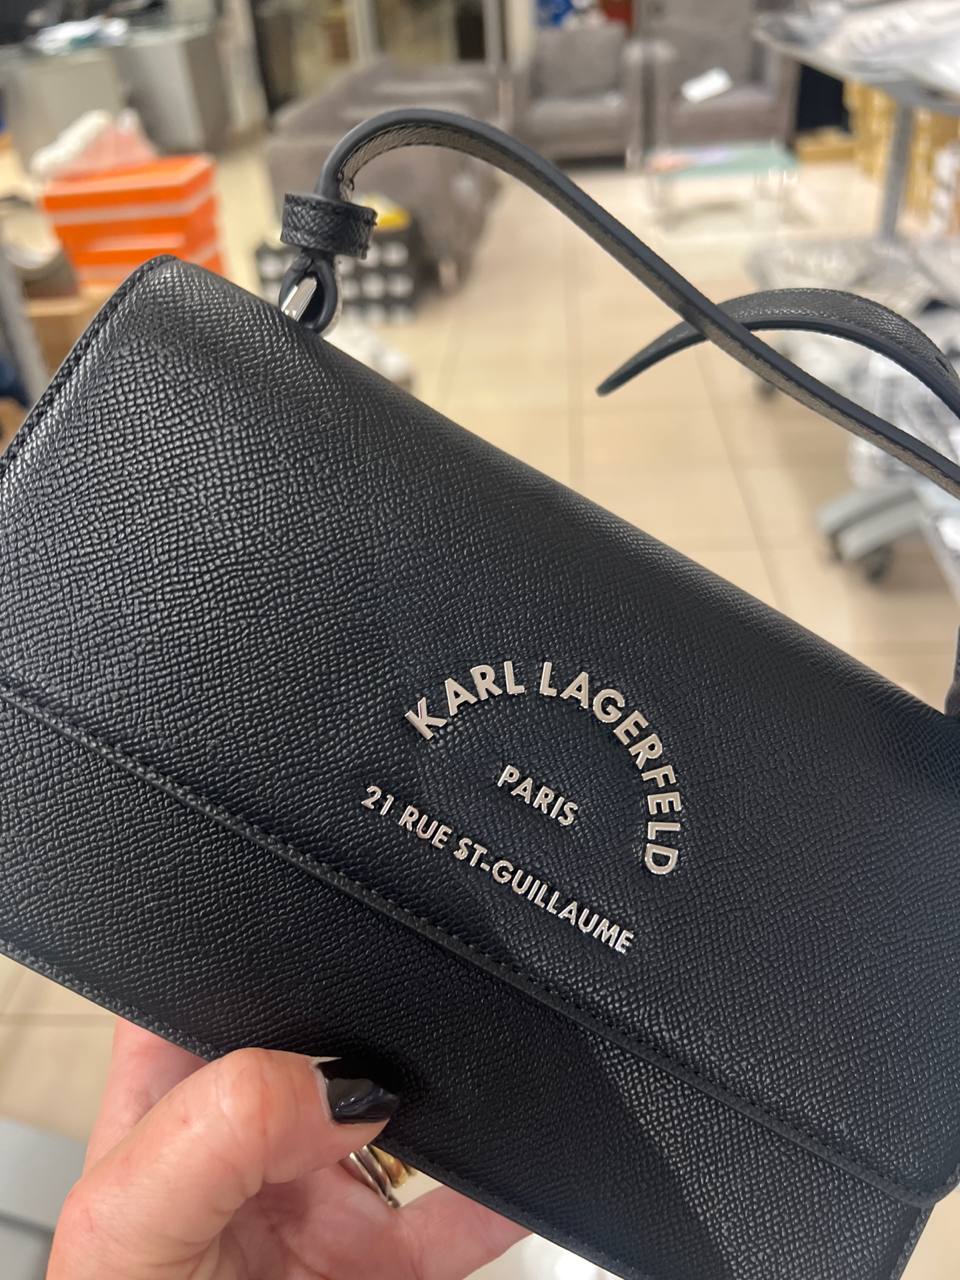 KARL LAGERFELD
PARIS
21 RUE ST-GUILLAUME